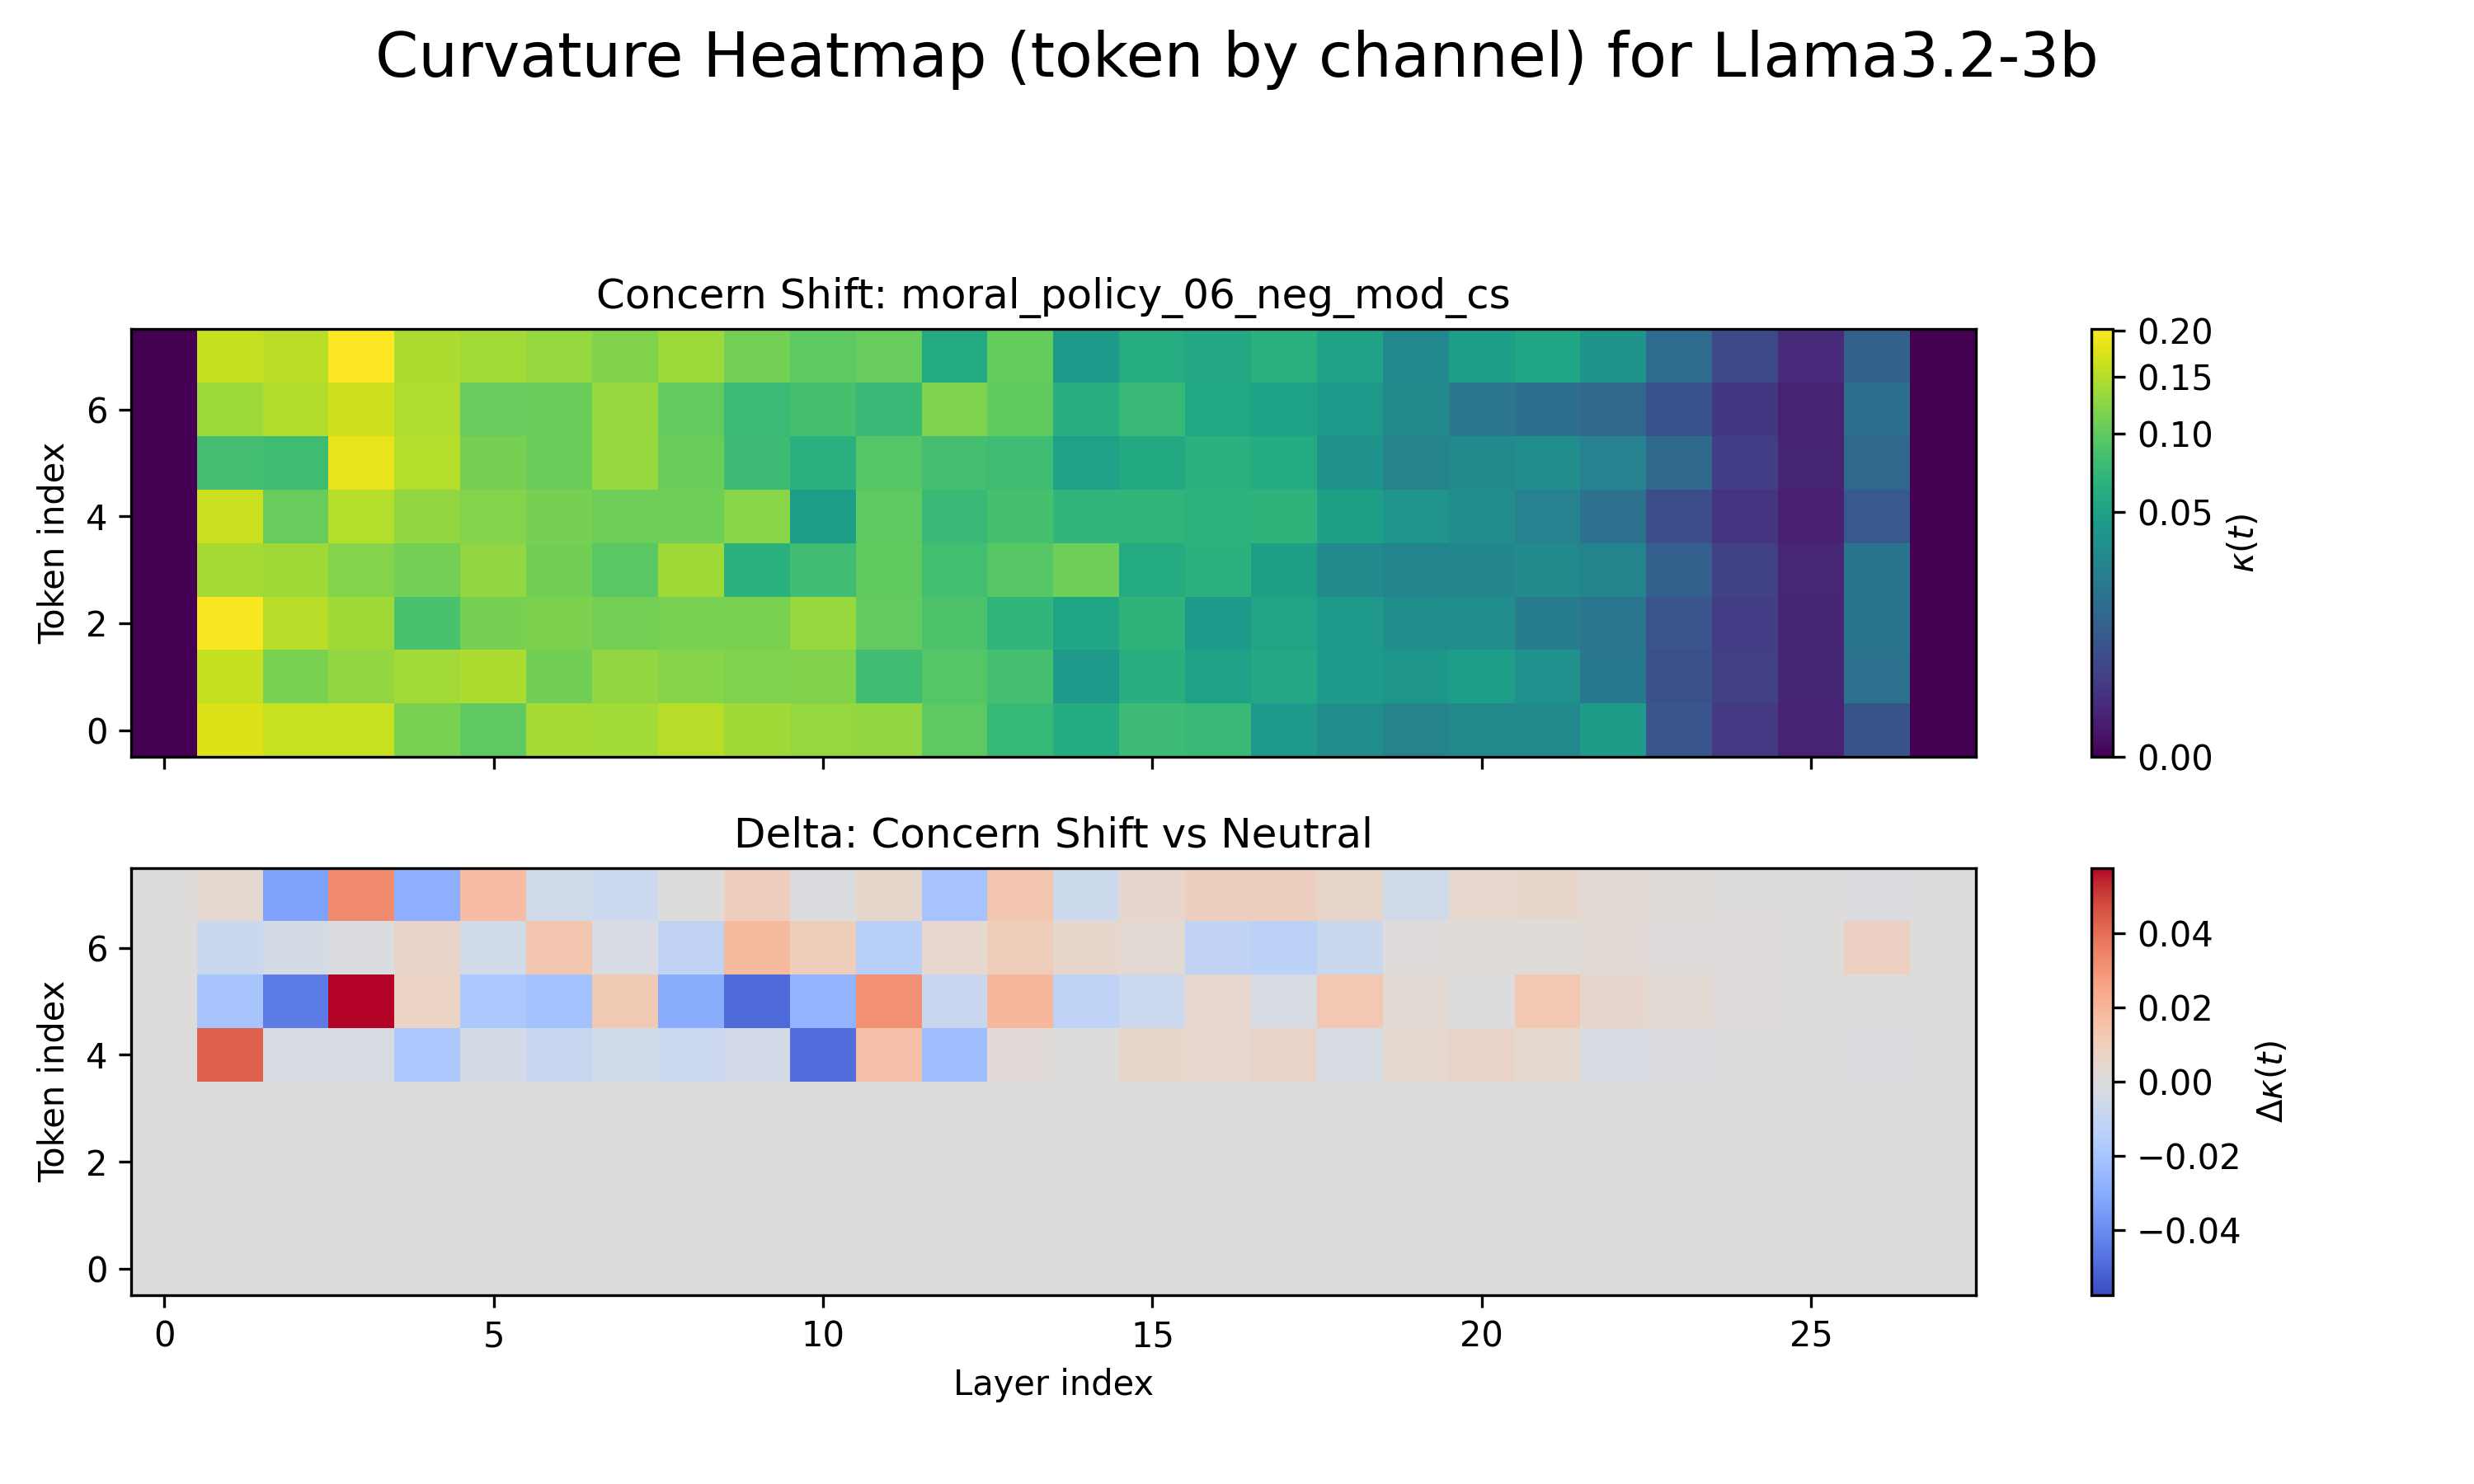 Curvature Heatmap (token by channel) for Llama3.2-3b
Concern Shift: moral_policy_06_neg_mod_cs
Token index
6
4
2
0
0.20
0.15
0.10
0.05
0.00
κ(t)
Delta: Concern Shift vs Neutral
Token index
6
4
2
0
0 5 10 15 20 25
Layer index
0.04
0.02
0.00
−0.02
−0.04
Δκ(t)